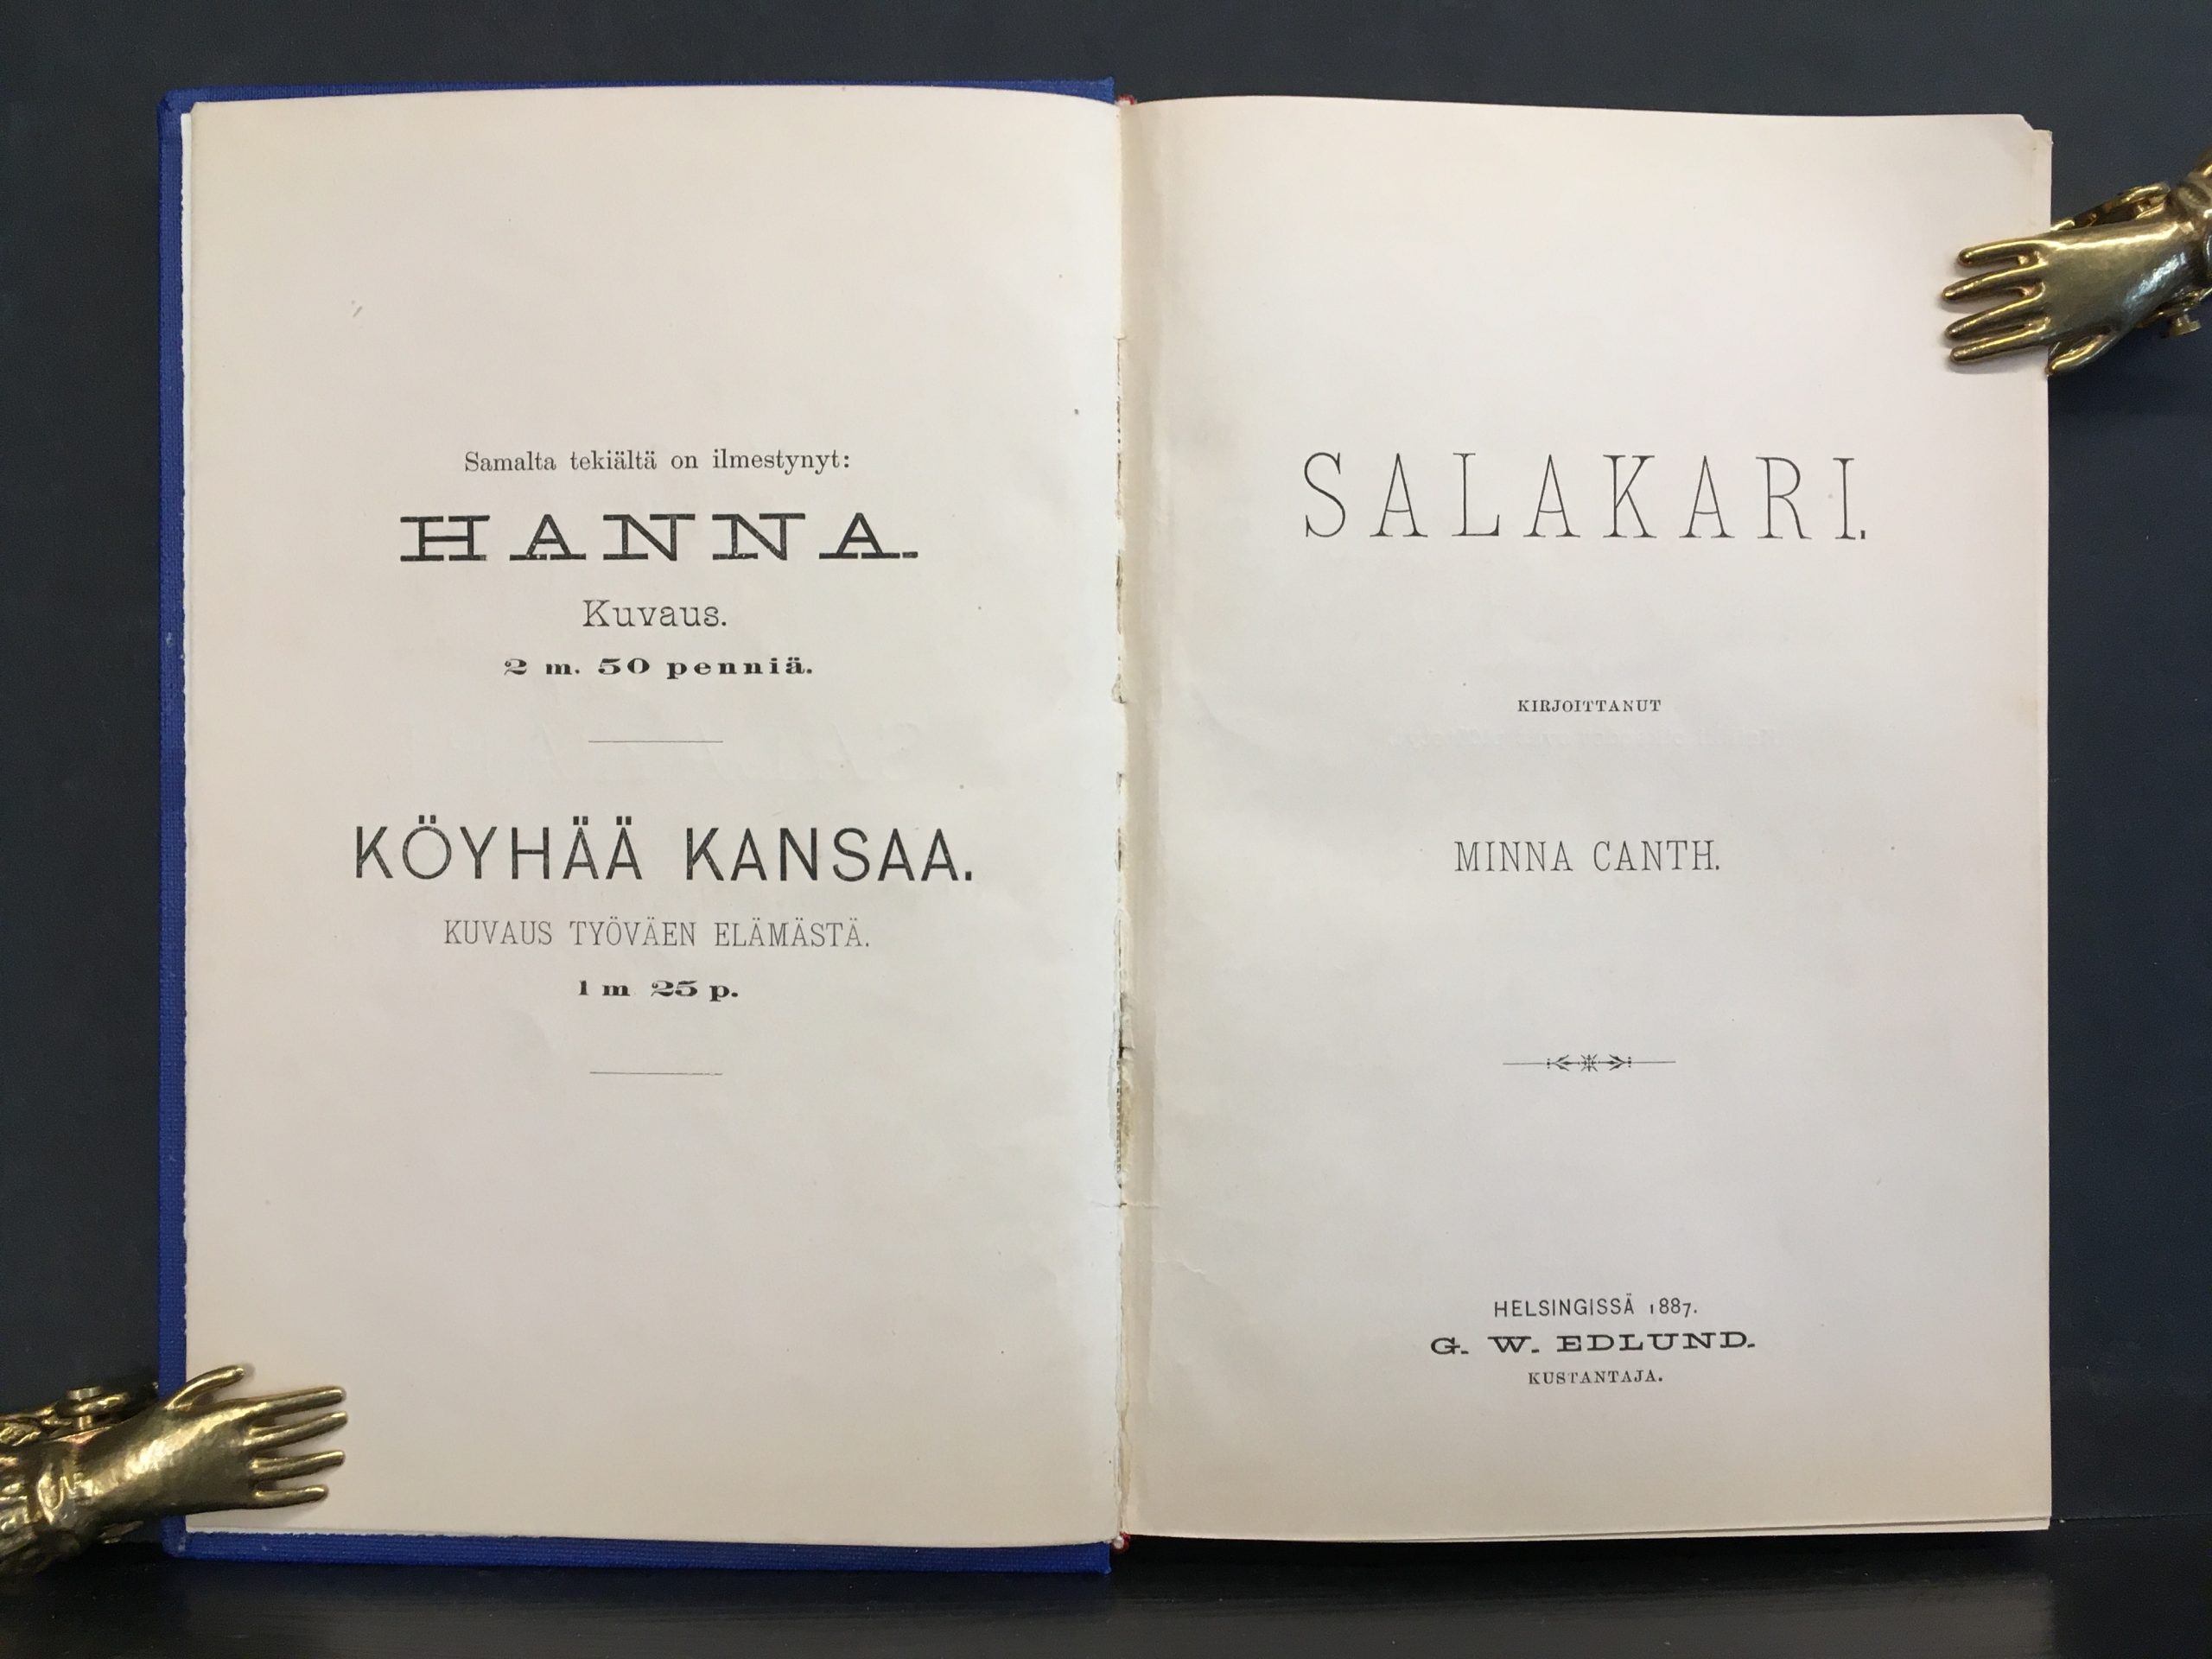 Samalta tekiältä on ilmestynyt:
HANNA.
Kuvaus.
2 m. 50 penniä.
KÖYHÄÄ KANSAA.
KUVAUS TYÖVÄEN ELÄMÄSTÄ.
1 m 25 p.
SALAKARI.
KIRJOITTANUT
MINNA CANTH.
HELSINGISSÄ 1887.
G. W. EDLUND.
KUSTANTAJA.